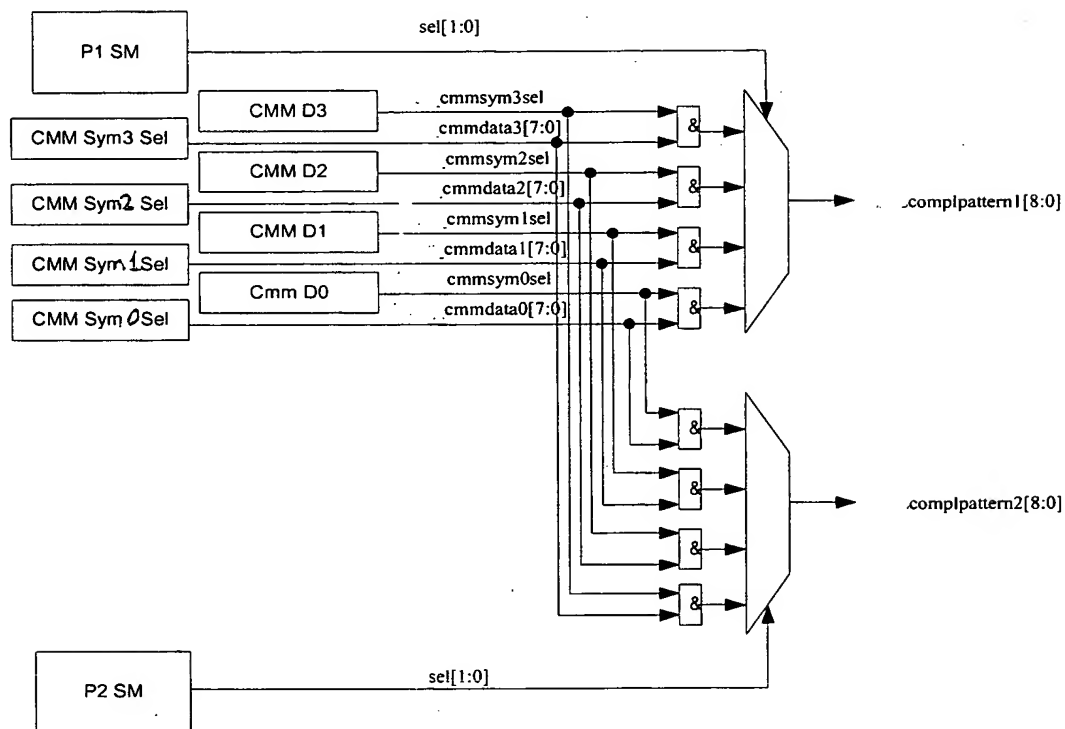 sel[1:0]
P1 SM
CMM D3
cmmsym3sel
CMM Sym3 Sel
cmmdata3[7:0]
&
CMM D2
cmmsym2sel
CMM Sym2 Sel
cmmdata2[7:0]
&
.complpattern1[8:0]
CMM D1
cmmsym1sel
CMM Sym1Sel
cmmdata1[7:0]
&
Cmm D0
cmmsym0sel
CMM Sym0Sel
cmmdata0[7:0]
&
&
&
.complpattern2[8:0]
&
&
P2 SM
sel[1:0]